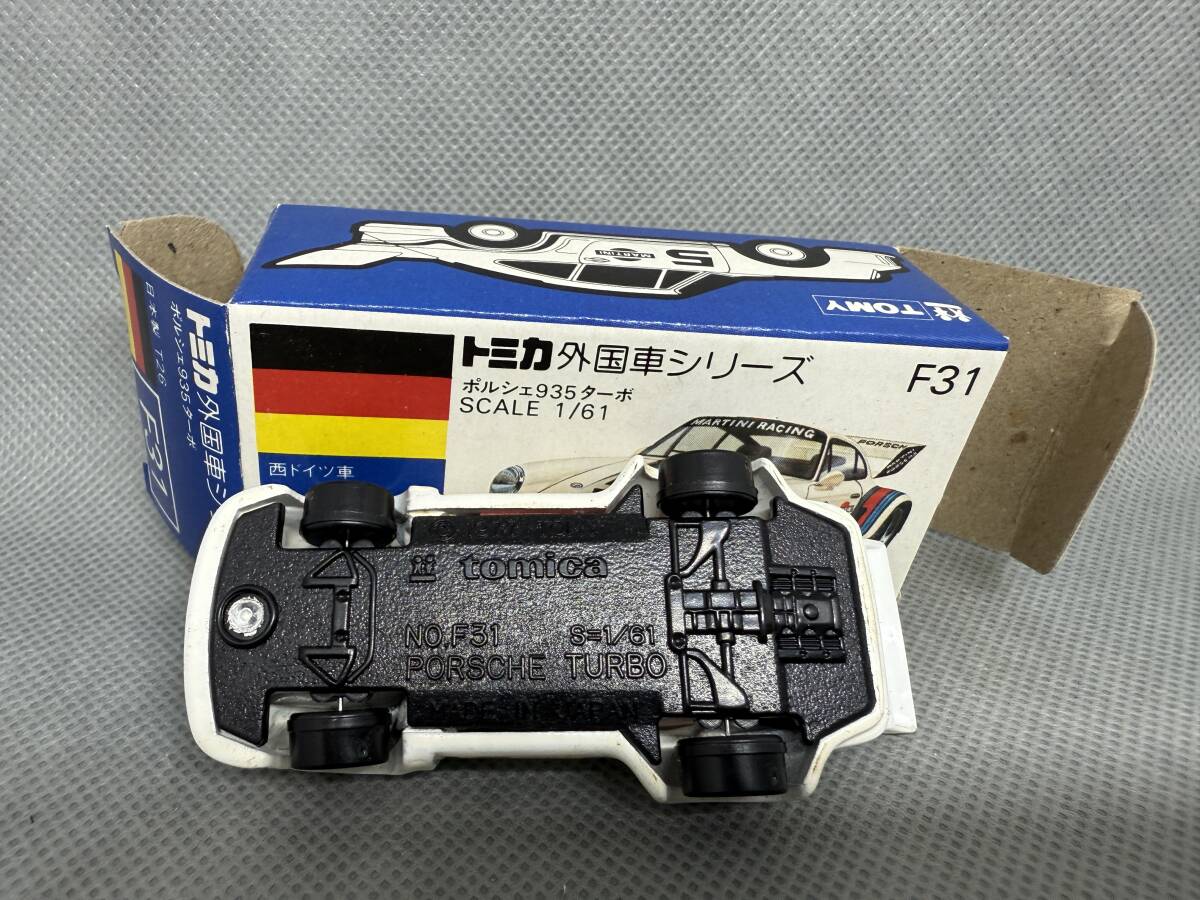 5
MARTINI
TOMY
トミカ外国車シリーズ
ポルシェ935ターボ
SCALE 1/61
F31
西ドイツ車
MARTINI RACING
トミカ外国車シ
ポルシェ935ターボ
日本製 T26
F31
tomica
NO.F31 S=1/61
PORSCHE TURBO
MADE IN JAPAN